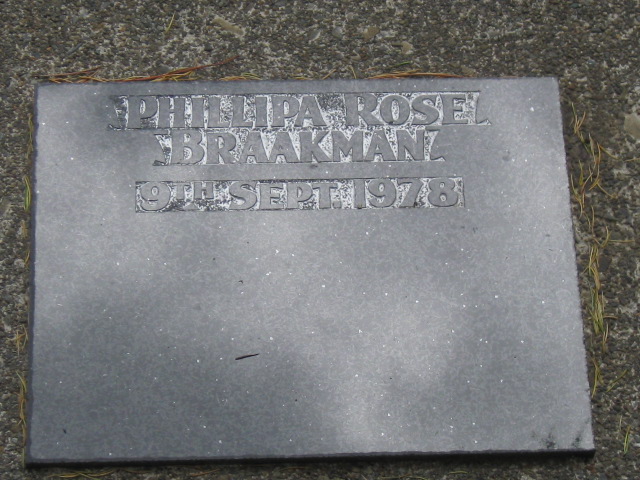 PHILLIPA ROSE
BRAAKMAN
9TH SEPT. 1978